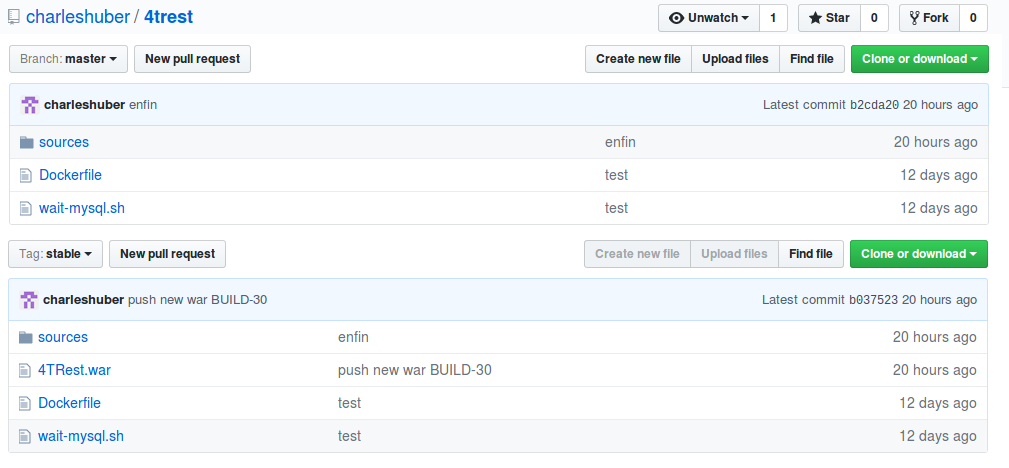 charleshuber / 4trest Unwatch 1 Star 0 Fork 0
Branch: master New pull request Create new file Upload files Find file Clone or download
charleshuber enfin Latest commit b2cda20 20 hours ago
sources enfin 20 hours ago
Dockerfile test 12 days ago
wait-mysql.sh test 12 days ago
Tag: stable New pull request Create new file Upload files Find file Clone or download
charleshuber push new war BUILD-30 Latest commit b037523 20 hours ago
sources enfin 20 hours ago
4TRest.war push new war BUILD-30 20 hours ago
Dockerfile test 12 days ago
wait-mysql.sh test 12 days ago